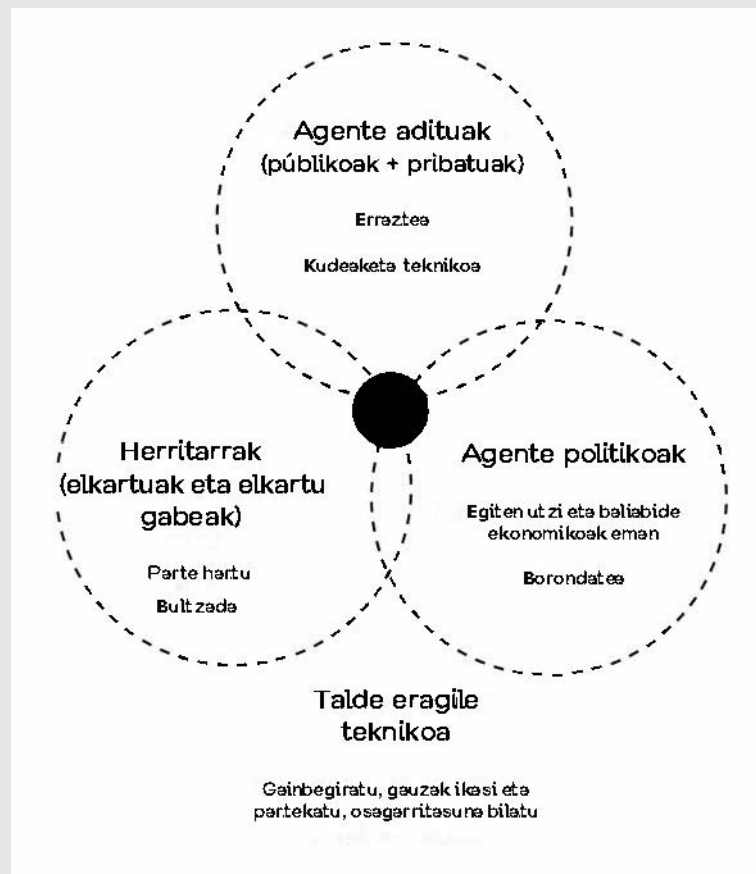 Agente adituak
(públikoak + pribatuak)
Erraztea
Kudeaketa teknikoa
Herritarrak
(elkartuak eta elkartu
gabeak)
Parte hartu
Bultzada
Agente politikoak
Egiten utzi eta baliabide
ekonomikoak eman
Borondatea
Talde eragile
teknikoa
Gainbegiratu, gauzak ikasi eta
partekatu, osagarritasuna bilatu